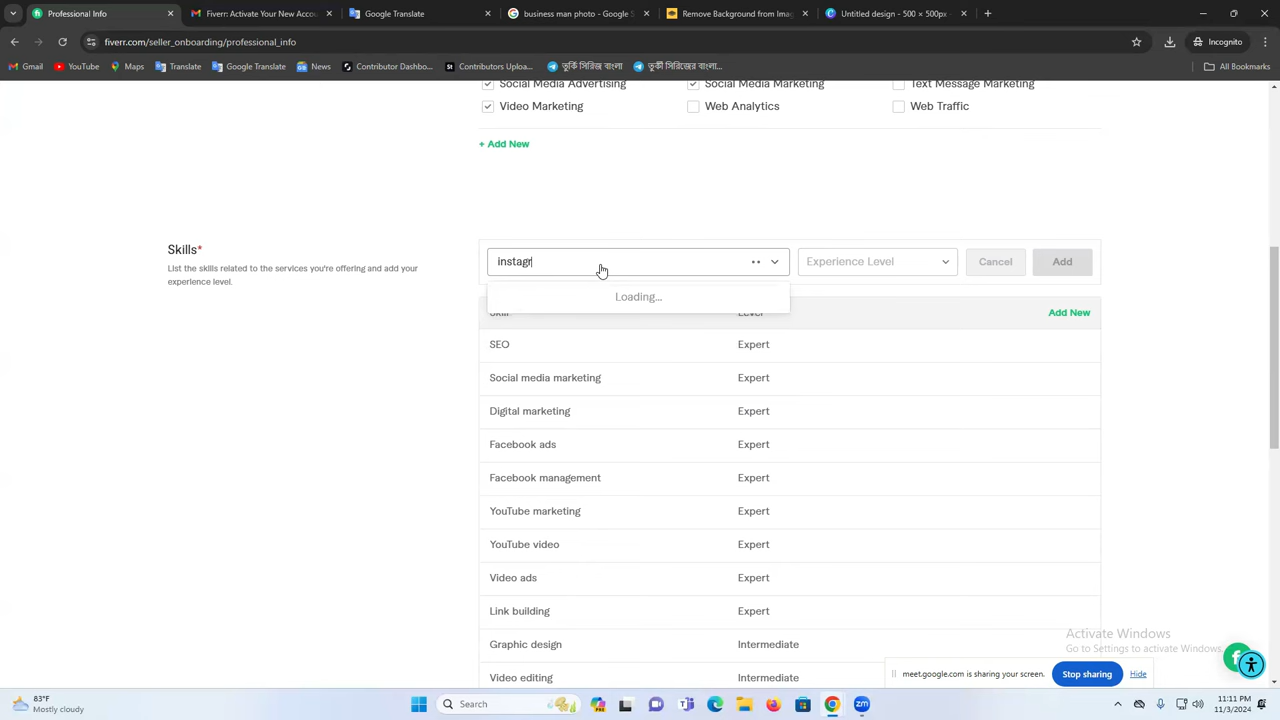 Professional Info
Gmail: Fiverr: Activate Your New Accou
Google Translate
business man photo - Google S
Remove Background from Imag
Untitled design - 500 × 500px
fiverr.com/seller_onboarding/professional_info
Incognito
Gmail
YouTube
Maps
Translate
News
Contributor Dashbo...
Contributors Uploa...
তুর্কি সিরিজ বাংলা
তুর্কী সিরিজের বাংলা...
All Bookmarks
Social Media Advertising
Social Media Marketing
Text Message Marketing
Video Marketing
Web Analytics
Web Traffic
+ Add New
Skills*
List the skills related to the services you're offering and add your
experience level.
instagr
Experience Level
Cancel
Add
Loading...
Skill
Level
Add New
SEO
Expert
Social media marketing
Expert
Digital marketing
Expert
Facebook ads
Expert
Facebook management
Expert
YouTube marketing
Expert
YouTube video
Expert
Video ads
Expert
Link building
Expert
Graphic design
Intermediate
Video editing
Intermediate
Activate Windows
Go to Settings to activate Windows.
meet.google.com is sharing your screen.
Stop sharing
Hide
83°F
Mostly cloudy
Search
zm
11:11 PM
11/3/2024